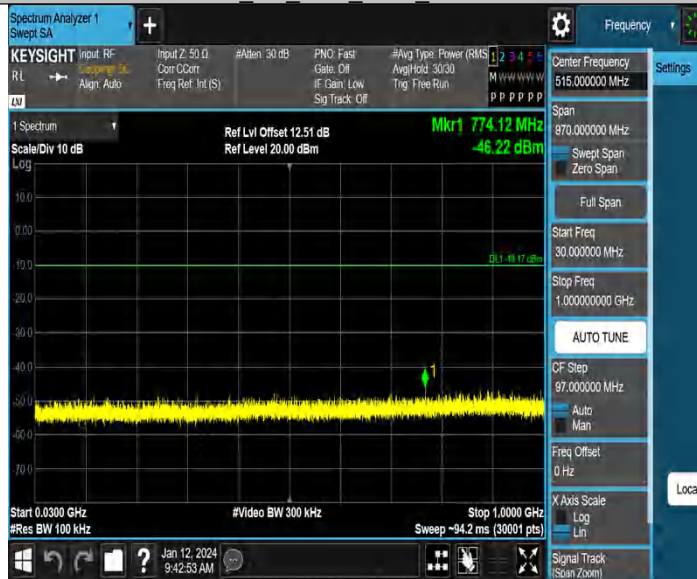 Spectrum Analyzer 1
Swept SA
+
Frequency
KEYSIGHT
RL
LXI
Input: RF
Coupling: DC
Align: Auto
Input Z: 50 Ω
Corr CCorr
Freq Ref: Int (S)
#Atten: 30 dB
PNO: Fast
Gate: Off
IF Gain: Low
Sig Track: Off
#Avg Type: Power (RMS
Avg|Hold: 30/30
Trig: Free Run
1 2 3 4 5 6
M W W W W W
P P P P P P
Settings
Center Frequency
515.000000 MHz
Span
970.000000 MHz
Swept Span
Zero Span
Full Span
Start Freq
30.000000 MHz
Stop Freq
1.000000000 GHz
AUTO TUNE
CF Step
97.000000 MHz
Auto
Man
Freq Offset
0 Hz
X Axis Scale
Log
Lin
Signal Track
(Span Zoom)
Loca
1 Spectrum
Scale/Div 10 dB
Log
Ref Lvl Offset 12.51 dB
Ref Level 20.00 dBm
Mkr1 774.12 MHz
-46.22 dBm
10.0
0.00
-10.0
-20.0
-30.0
-40.0
-50.0
-60.0
-70.0
1
Start 0.0300 GHz
#Res BW 100 kHz
#Video BW 300 kHz
Stop 1.0000 GHz
Sweep ~94.2 ms (30001 pts)
?
Jan 12, 2024
9:42:53 AM